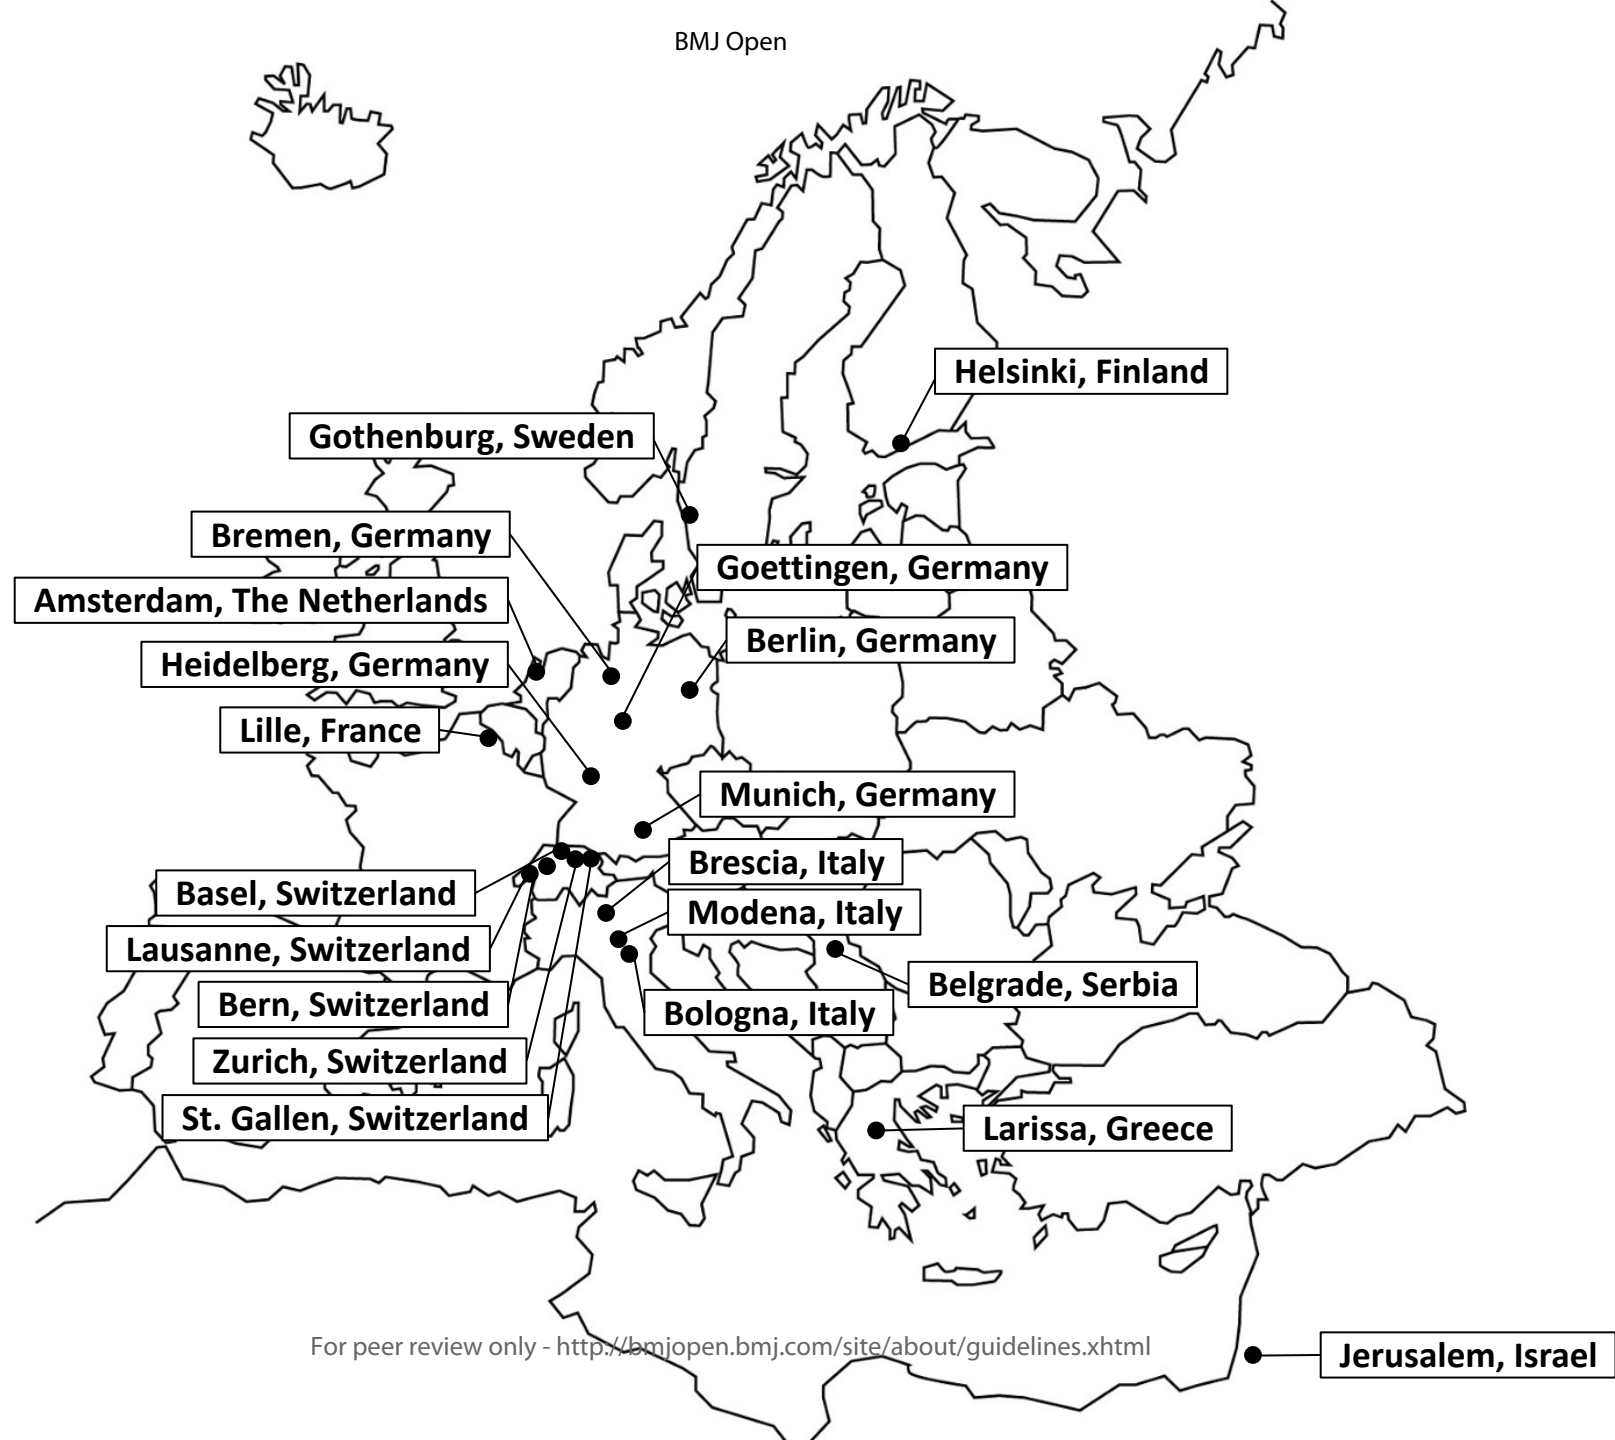 BMJ Open
Helsinki, Finland
Gothenburg, Sweden
Bremen, Germany
Goettingen, Germany
Amsterdam, The Netherlands
Berlin, Germany
Heidelberg, Germany
Lille, France
Munich, Germany
Brescia, Italy
Basel, Switzerland
Modena, Italy
Lausanne, Switzerland
Belgrade, Serbia
Bern, Switzerland
Bologna, Italy
Zurich, Switzerland
St. Gallen, Switzerland
Larissa, Greece
For peer review only - http://bmjopen.bmj.com/site/about/guidelines.xhtml
Jerusalem, Israel